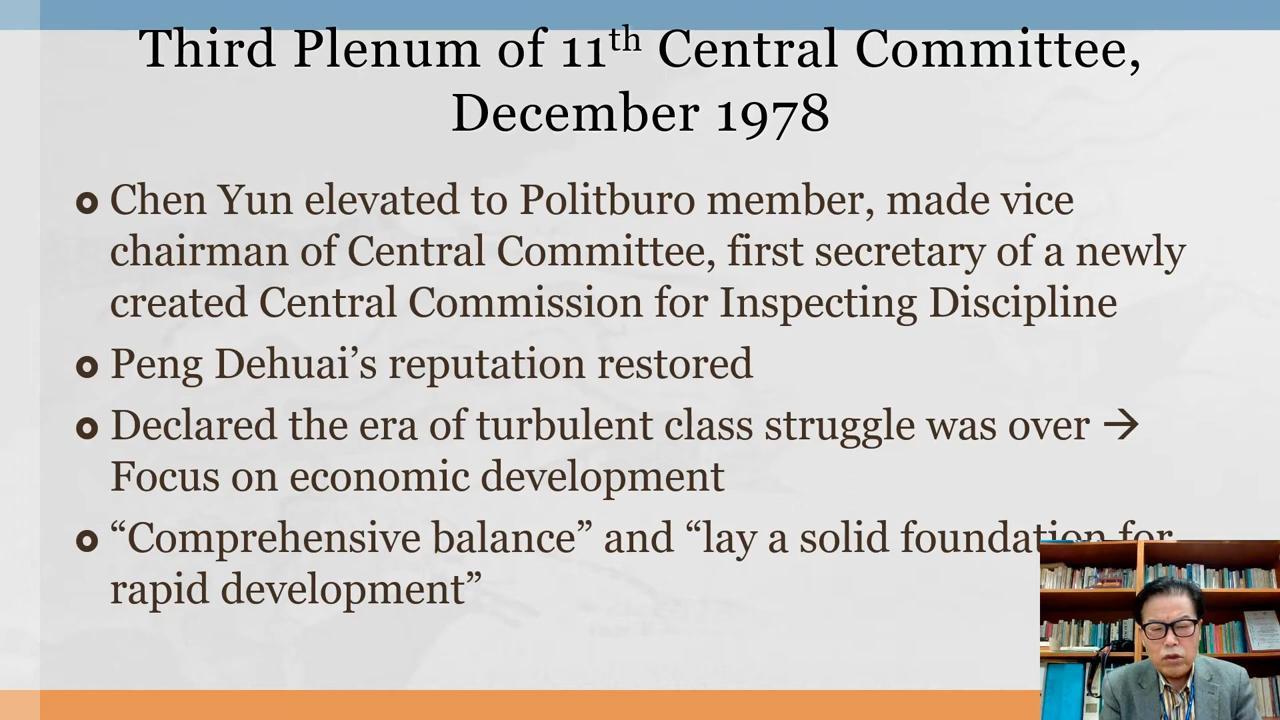 Third Plenum of 11th Central Committee,
December 1978
Chen Yun elevated to Politburo member, made vice
chairman of Central Committee, first secretary of a newly
created Central Commission for Inspecting Discipline
Peng Dehuai’s reputation restored
Declared the era of turbulent class struggle was over →
Focus on economic development
“Comprehensive balance” and “lay a solid foundation for
rapid development”